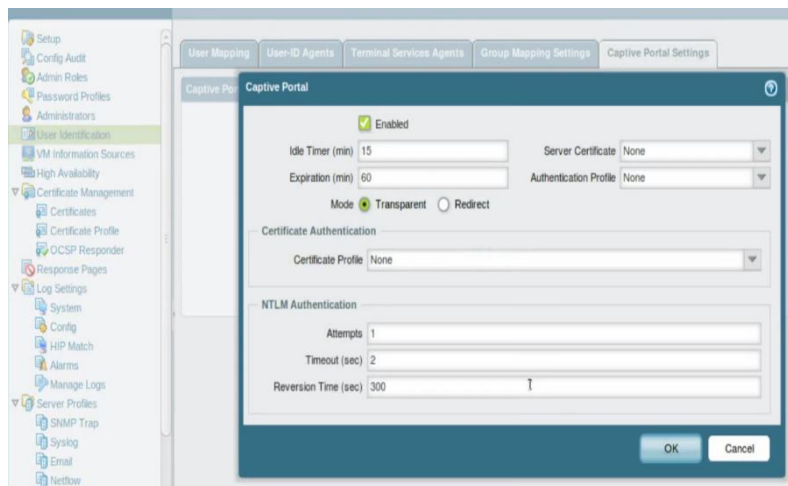 Setup
Config Audit
Admin Roles
Password Profiles
Administrators
User Identification
VM Information Sources
High Availability
Certificate Management
Certificates
Certificate Profile
OCSP Responder
Response Pages
Log Settings
System
Config
HIP Match
Alarms
Manage Logs
Server Profiles
SNMP Trap
Syslog
Email
Netflow
User Mapping User-ID Agents Terminal Services Agents Group Mapping Settings Captive Portal Settings
Captive Por
Captive Portal
Enabled
Idle Timer (min) 15 Server Certificate None
Expiration (min) 60 Authentication Profile None
Mode Transparent Redirect
Certificate Authentication
Certificate Profile None
NTLM Authentication
Attempts 1
Timeout (sec) 2
Reversion Time (sec) 300
OK Cancel